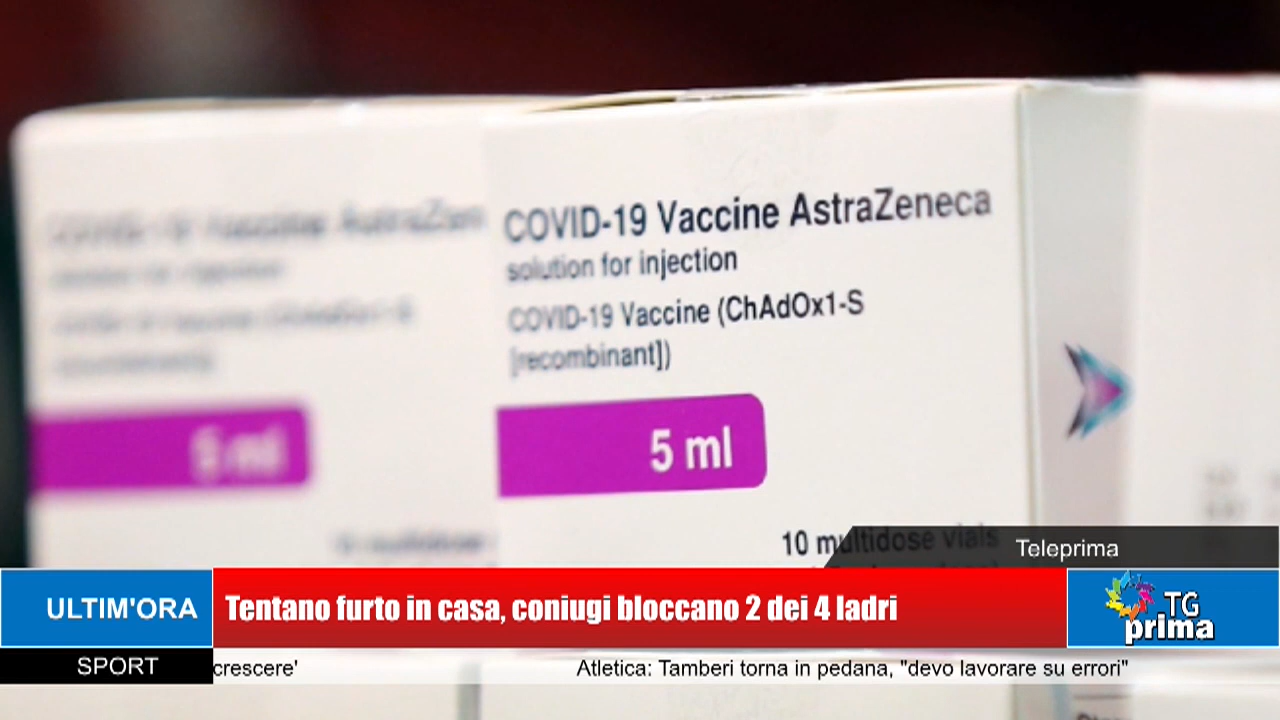 COVID-19 Vaccine AstraZeneca
solution for injection
COVID-19 Vaccine (ChAdOx1-S
[recombinant])
5 ml
5 ml
10 multidose vials
Teleprima
ULTIM'ORA
Tentano furto in casa, coniugi bloccano 2 dei 4 ladri
TG
prima
SPORT
crescere'
Atletica: Tamberi torna in pedana, "devo lavorare su errori"